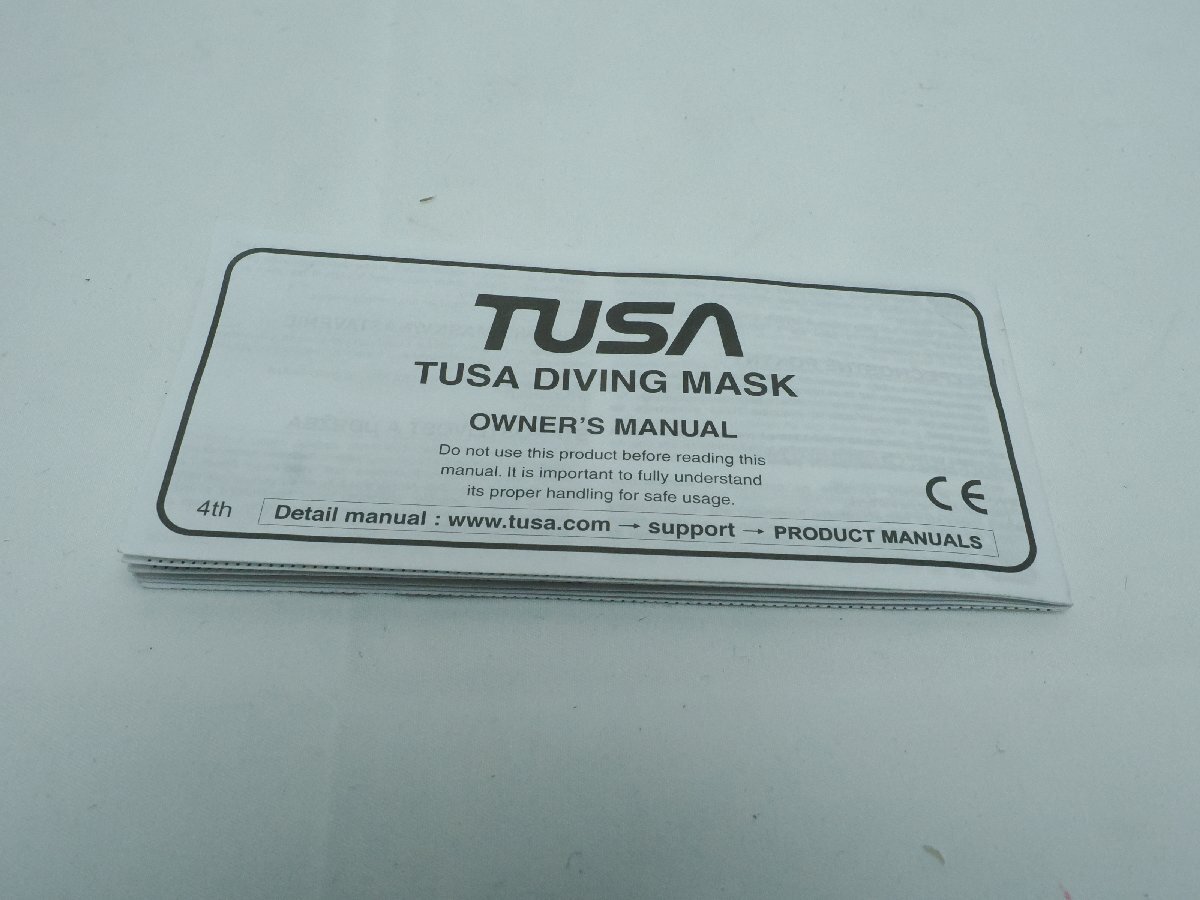 TUSA
TUSA DIVING MASK
OWNER'S MANUAL
Do not use this product before reading this
manual. It is important to fully understand
its proper handling for safe usage.
CE
4th
Detail manual : www.tusa.com → support → PRODUCT MANUALS